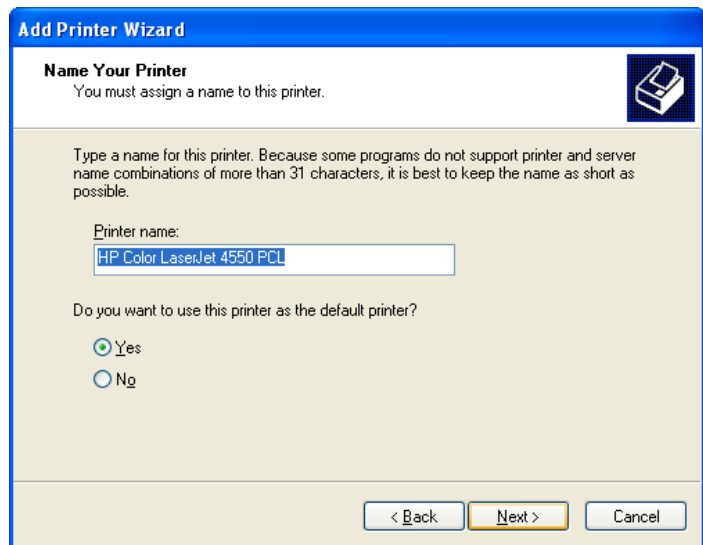 Add Printer Wizard
Name Your Printer
You must assign a name to this printer.
Type a name for this printer. Because some programs do not support printer and server
name combinations of more than 31 characters, it is best to keep the name as short as
possible.
Printer name:
HP Color LaserJet 4550 PCL
Do you want to use this printer as the default printer?
Yes
No
< Back
Next >
Cancel